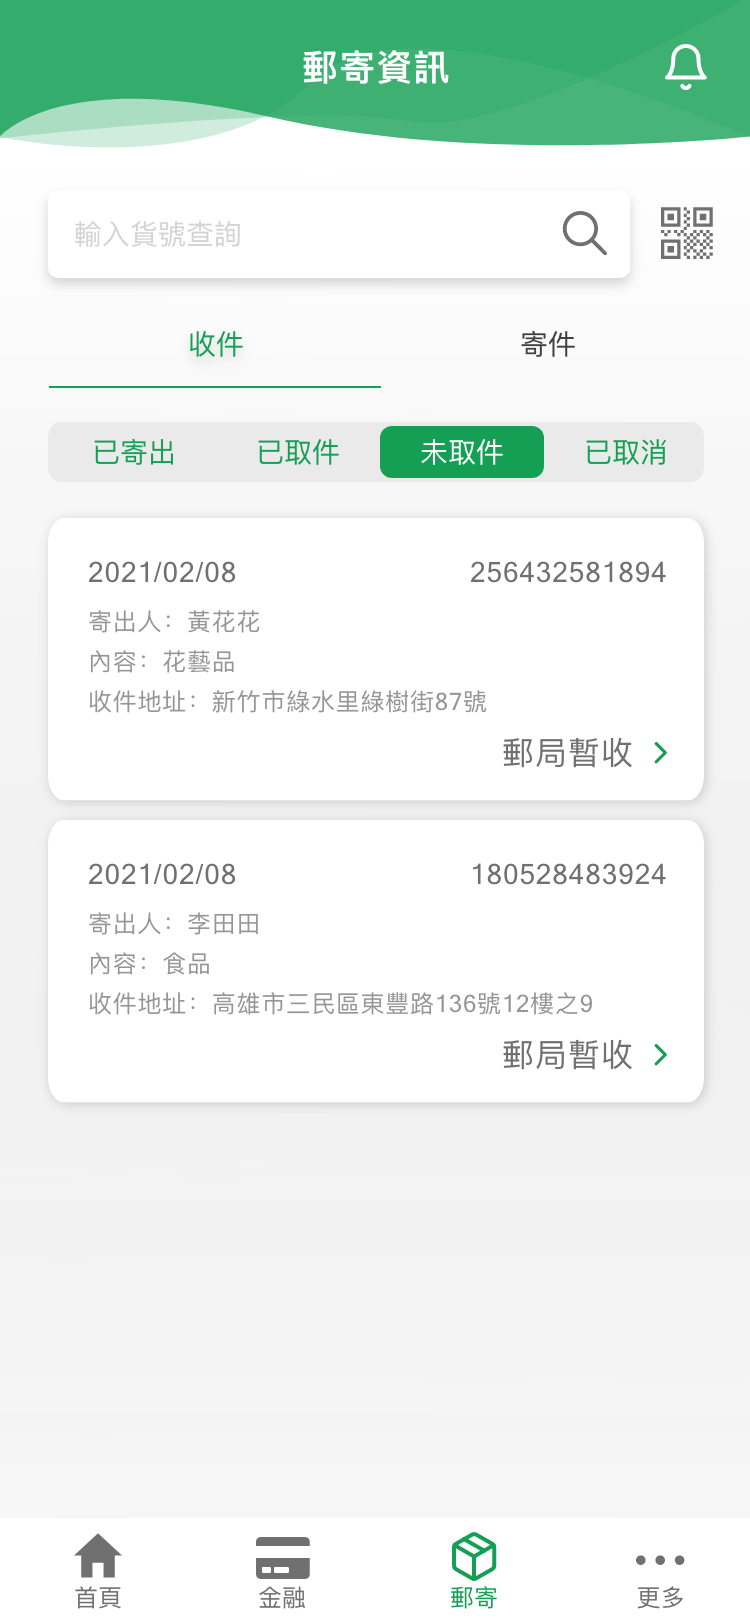 郵寄資訊
輸入貨號查詢
收件 寄件
已寄出 已取件 未取件 已取消
2021/02/08 256432581894
寄出人：黃花花
內容：花藝品
收件地址：新竹市綠水里綠樹街87號
郵局暫收
2021/02/08 180528483924
寄出人：李田田
內容：食品
收件地址：高雄市三民區東豐路136號12樓之9
郵局暫收
首頁 金融 郵寄 更多